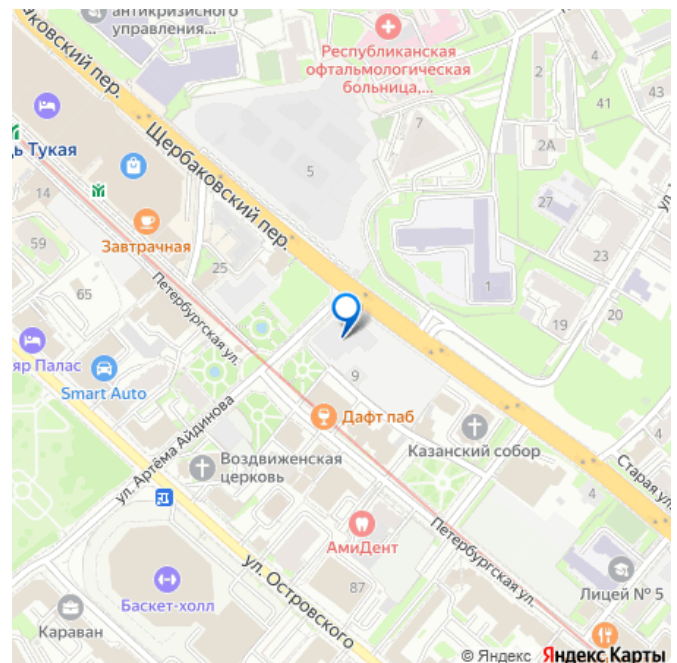 антикризисного
управления...
Республиканская
офтальмологическая
больница,...
ковский пер.
4
2
41
43
7
2А
ь Тукая
Щербаковский пер.
5
14
27
Завтрачная
59
25
23
65
Петербургская ул.
1
20
19
яр Палас
Smart Auto
9
Дафт паб
Казанский собор
4
ул. Артёма Айдинова
Воздвиженская
церковь
Старая ул
4
АмиДент
Петербургская ул.
87
Лицей № 5
Баскет-холл
ул. Островского
Караван
© Яндекс Яндекс Карты